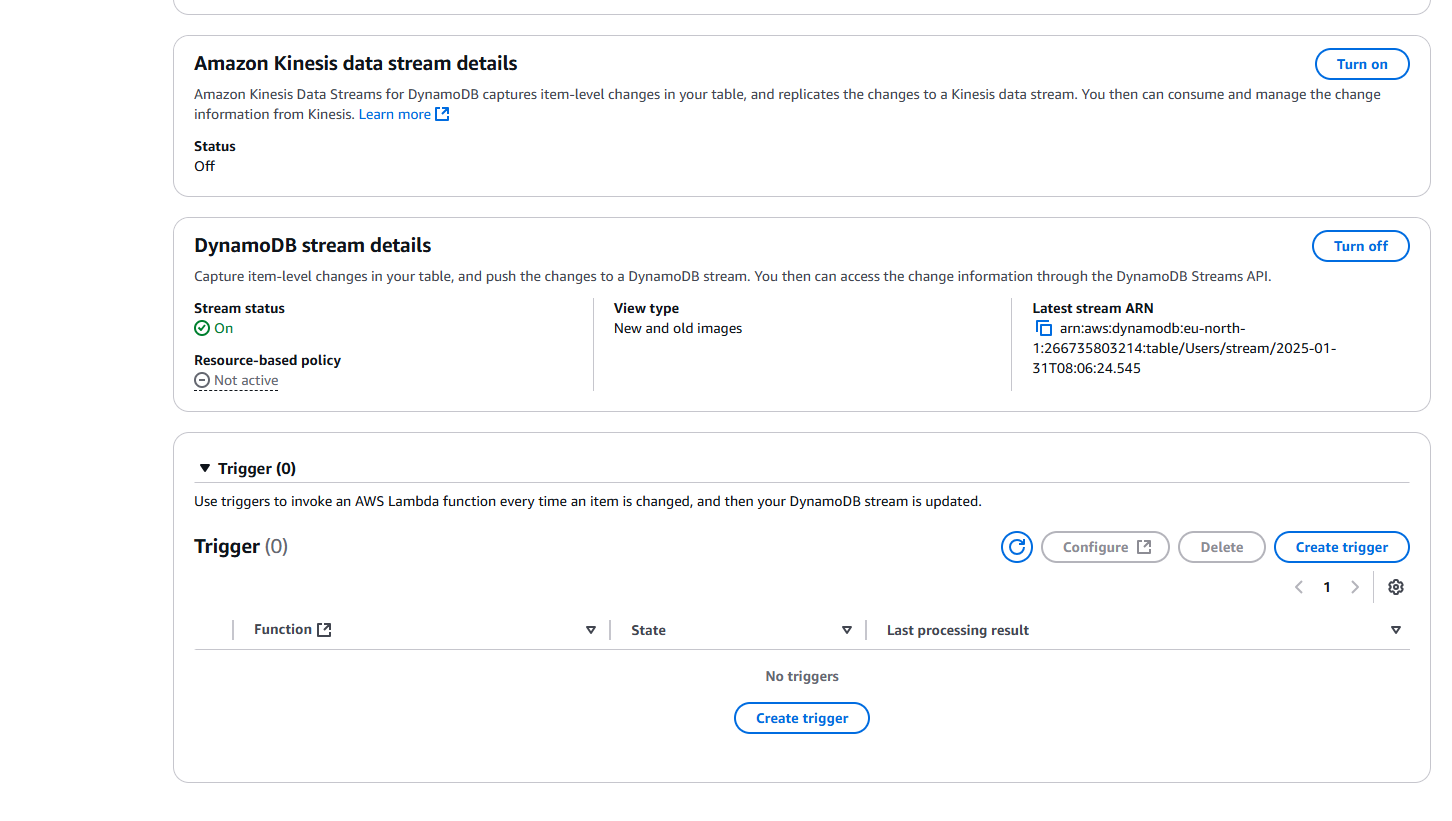 Amazon Kinesis data stream details
Turn on
Amazon Kinesis Data Streams for DynamoDB captures item-level changes in your table, and replicates the changes to a Kinesis data stream. You then can consume and manage the change
information from Kinesis. Learn more
Status
Off
DynamoDB stream details
Turn off
Capture item-level changes in your table, and push the changes to a DynamoDB stream. You then can access the change information through the DynamoDB Streams API.
Stream status
On
Resource-based policy
Not active
View type
New and old images
Latest stream ARN
arn:aws:dynamodb:eu-north-
1:266735803214:table/Users/stream/2025-01-
31T08:06:24.545
Trigger (0)
Use triggers to invoke an AWS Lambda function every time an item is changed, and then your DynamoDB stream is updated.
Trigger (0)
Configure
Delete
Create trigger
1
Function
State
Last processing result
No triggers
Create trigger